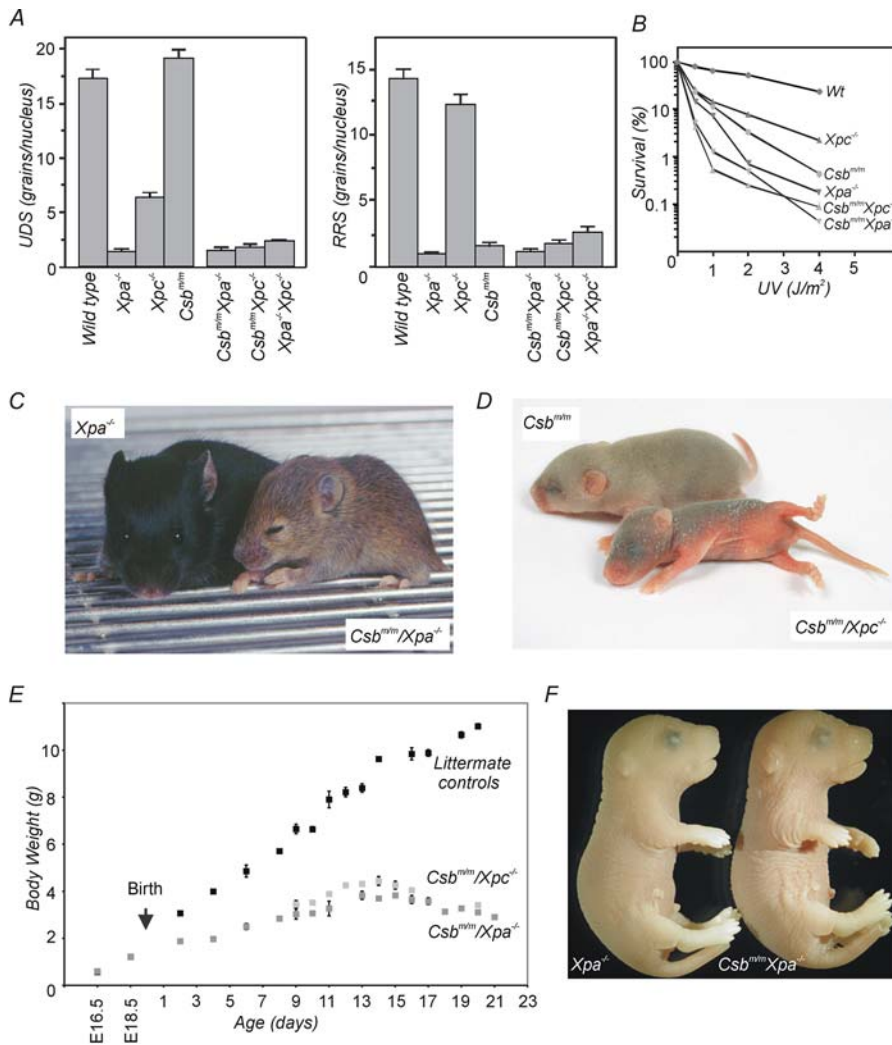 A
UDS (grains/nucleus)
20
15
10
5
0
Wild type
Xpa-/-
Xpc-/-
Csbm/m
Csbm/mXpa-/-
Csbm/mXpc-/-
Xpa-/-Xpc-/-
RRS (grains/nucleus)
15
10
5
0
Wild type
Xpa-/-
Xpc-/-
Csbm/m
Csbm/mXpa-/-
Csbm/mXpc-/-
Xpa-/-Xpc-/-
B
Survival (%)
100
10
1
0.1
0 1 2 3 4 5
UV (J/m²)
Wt
Xpc-/-
Csbm/m
Xpa-/-
Csbm/mXpc-
Csbm/mXpa-
C
Xpa-/-
Csbm/m/Xpa-/-
D
Csbm/m
Csbm/m/Xpc-/-
E
Body Weight (g)
10
8
6
4
2
0
Birth
Littermate
controls
Csbm/m/Xpc-/-
Csbm/m/Xpa-/-
E16.5 E18.5 1 3 5 7 9 11 13 15 17 19 21 23
Age (days)
F
Xpa-/-
Csbm/mXpa-/-